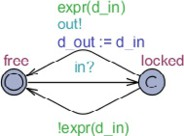 expr(d_in)
out!
d_out := d_in
free
locked
in?
C
!expr(d_in)